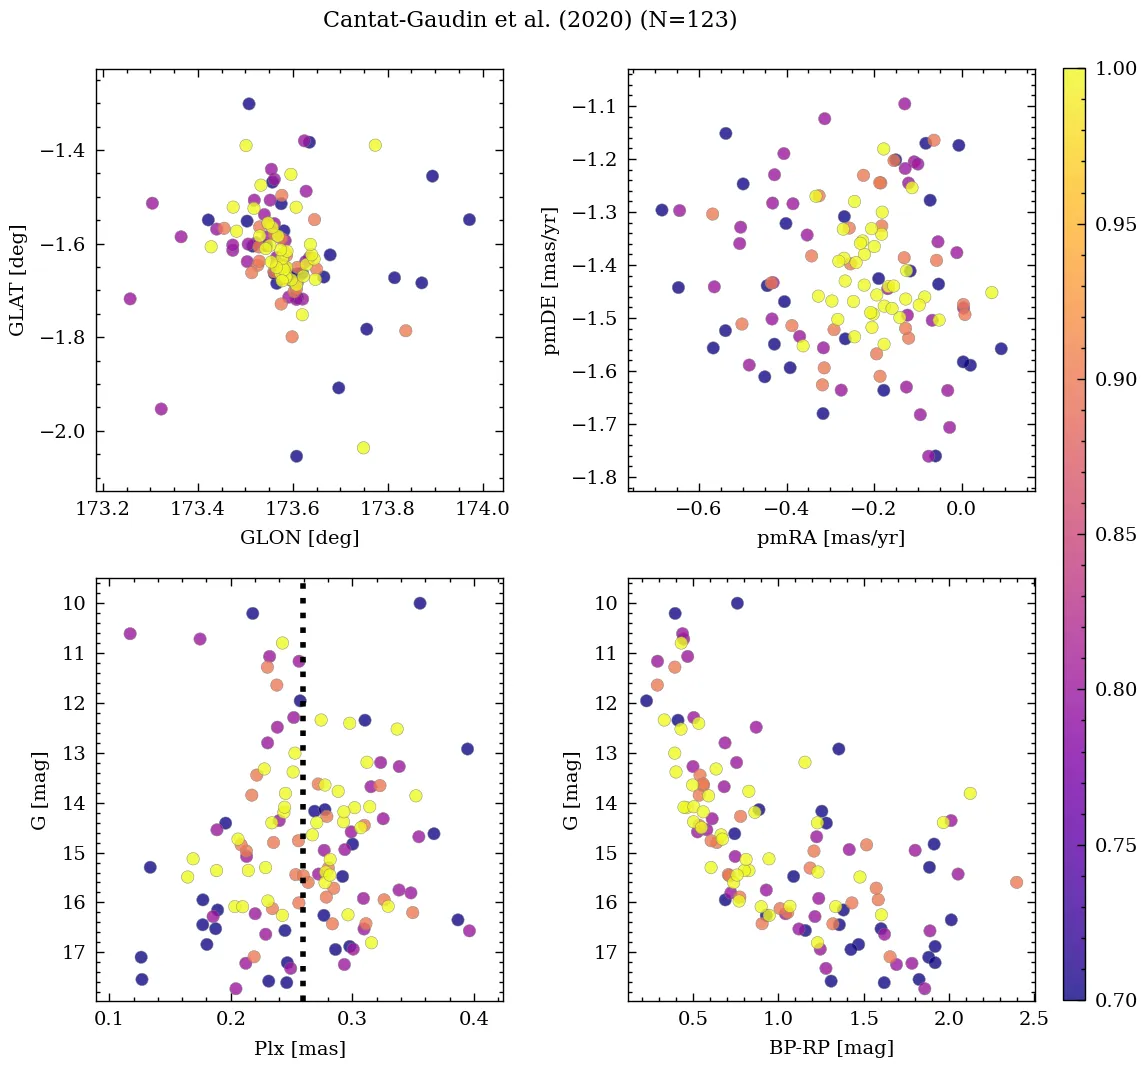 Cantat-Gaudin et al. (2020) (N=123)
−1.4
−1.6
−1.8
−2.0
GLAT [deg]
173.2 173.4 173.6 173.8 174.0
GLON [deg]
−1.1
−1.2
−1.3
−1.4
−1.5
−1.6
−1.7
−1.8
pmDE [mas/yr]
−0.6 −0.4 −0.2 0.0
pmRA [mas/yr]
10
11
12
13
14
15
16
17
G [mag]
0.1 0.2 0.3 0.4
Plx [mas]
10
11
12
13
14
15
16
17
G [mag]
0.5 1.0 1.5 2.0 2.5
BP-RP [mag]
1.00
0.95
0.90
0.85
0.80
0.75
0.70